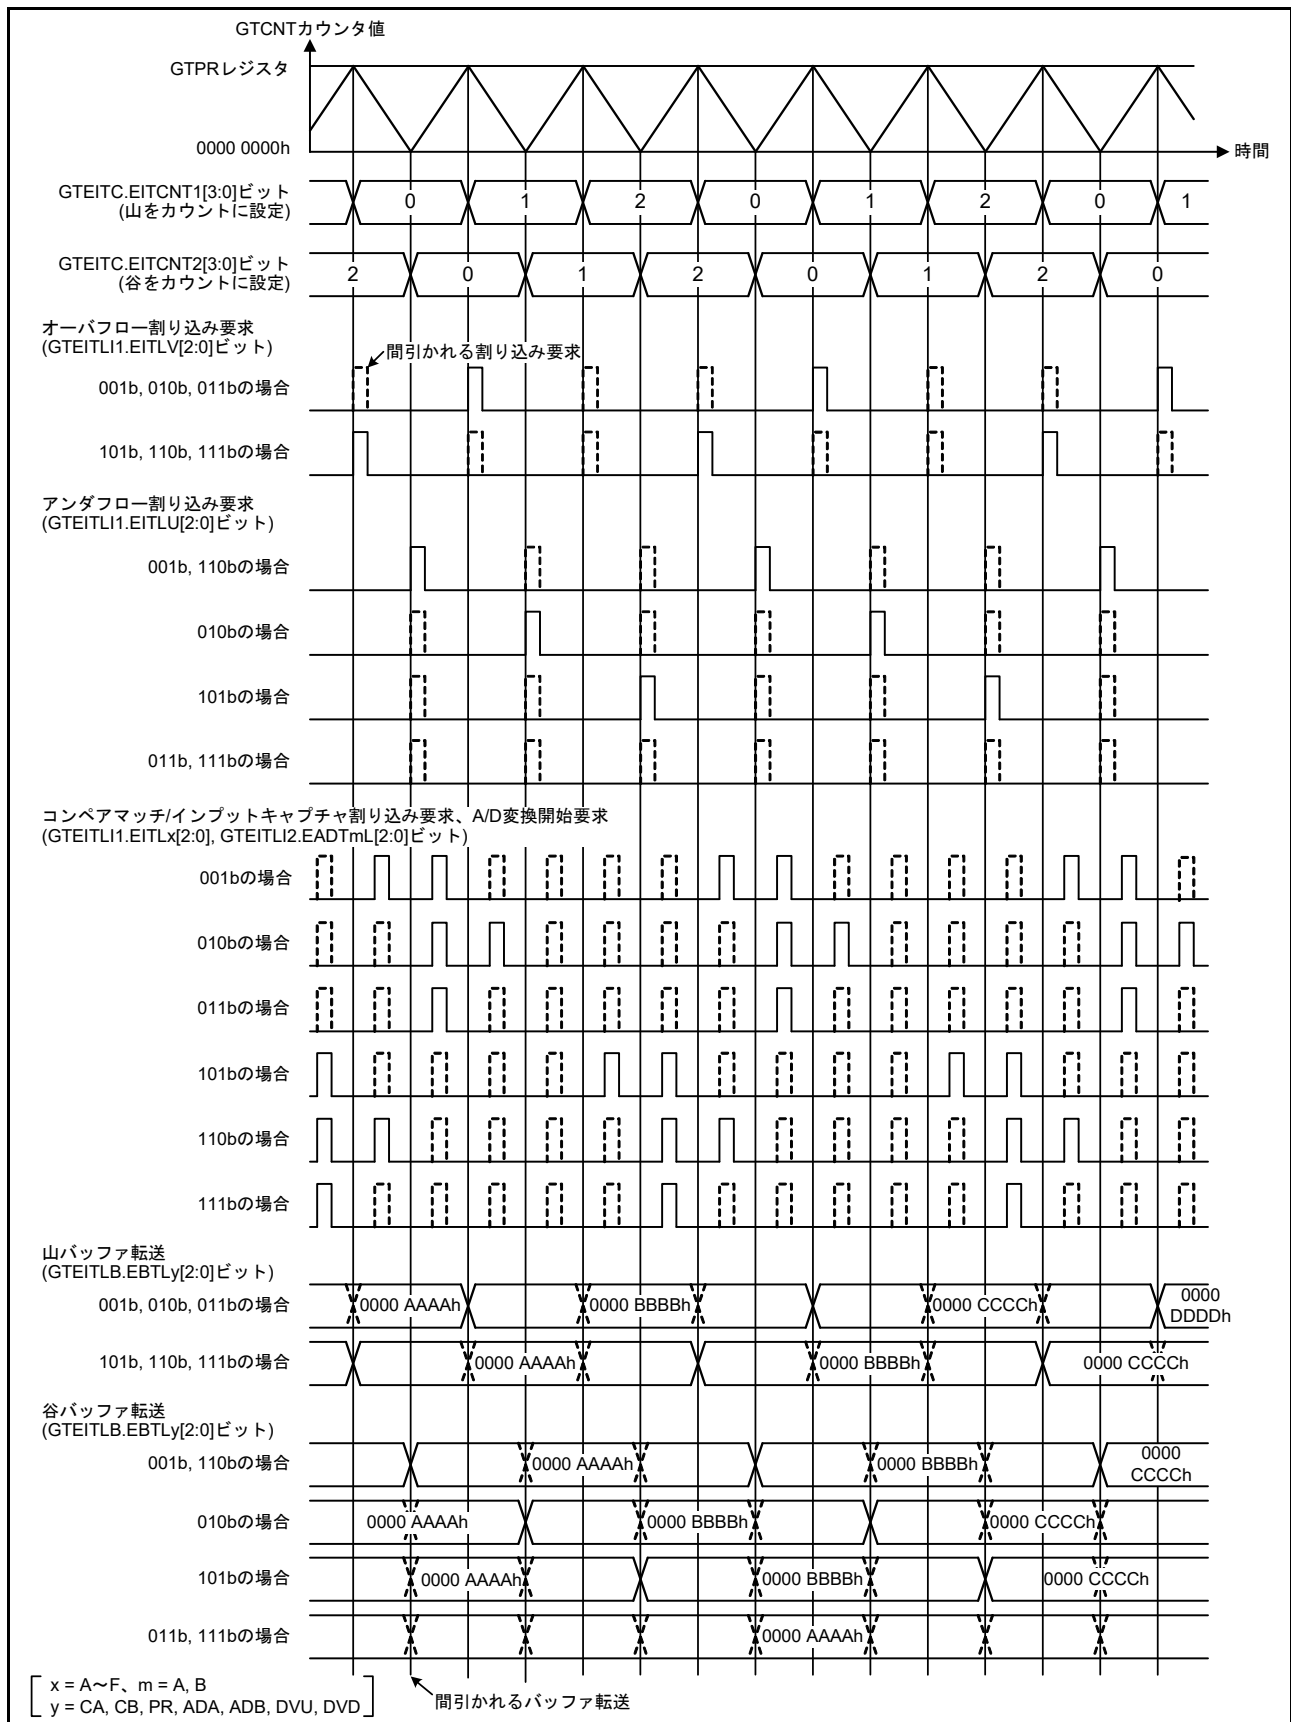 GTCNTカウンタ値
GTPRレジスタ
0000 0000h
時間
GTEITC.EITCNT1[3:0]ビット
(山をカウントに設定)
0 1 2 0 1 2 0 1
GTEITC.EITCNT2[3:0]ビット
(谷をカウントに設定)
2 0 1 2 0 1 2 0
オーバフロー割り込み要求
(GTEITLI1.EITLV[2:0]ビット)
間引かれる割り込み要求
001b, 010b, 011bの場合
101b, 110b, 111bの場合
アンダフロー割り込み要求
(GTEITLI1.EITLU[2:0]ビット)
001b, 110bの場合
010bの場合
101bの場合
011b, 111bの場合
コンペアマッチ/インプットキャプチャ割り込み要求、A/D変換開始要求
(GTEITLI1.EITLx[2:0], GTEITLI2.EADTmL[2:0]ビット)
001bの場合
010bの場合
011bの場合
101bの場合
110bの場合
111bの場合
山バッファ転送
(GTEITLB.EBTLy[2:0]ビット)
001b, 010b, 011bの場合
0000 AAAAh 0000 BBBBh 0000 CCCCh 0000
DDDDh
101b, 110b, 111bの場合
0000 AAAAh 0000 BBBBh 0000 CCCCh
谷バッファ転送
(GTEITLB.EBTLy[2:0]ビット)
001b, 110bの場合
0000 AAAAh 0000 BBBBh 0000
CCCCh
010bの場合
0000 AAAAh 0000 BBBBh 0000 CCCCh
101bの場合
0000 AAAAh 0000 BBBBh 0000 CCCCh
011b, 111bの場合
0000 AAAAh
x = A～F、m = A, B
y = CA, CB, PR, ADA, ADB, DVU, DVD
間引かれるバッファ転送